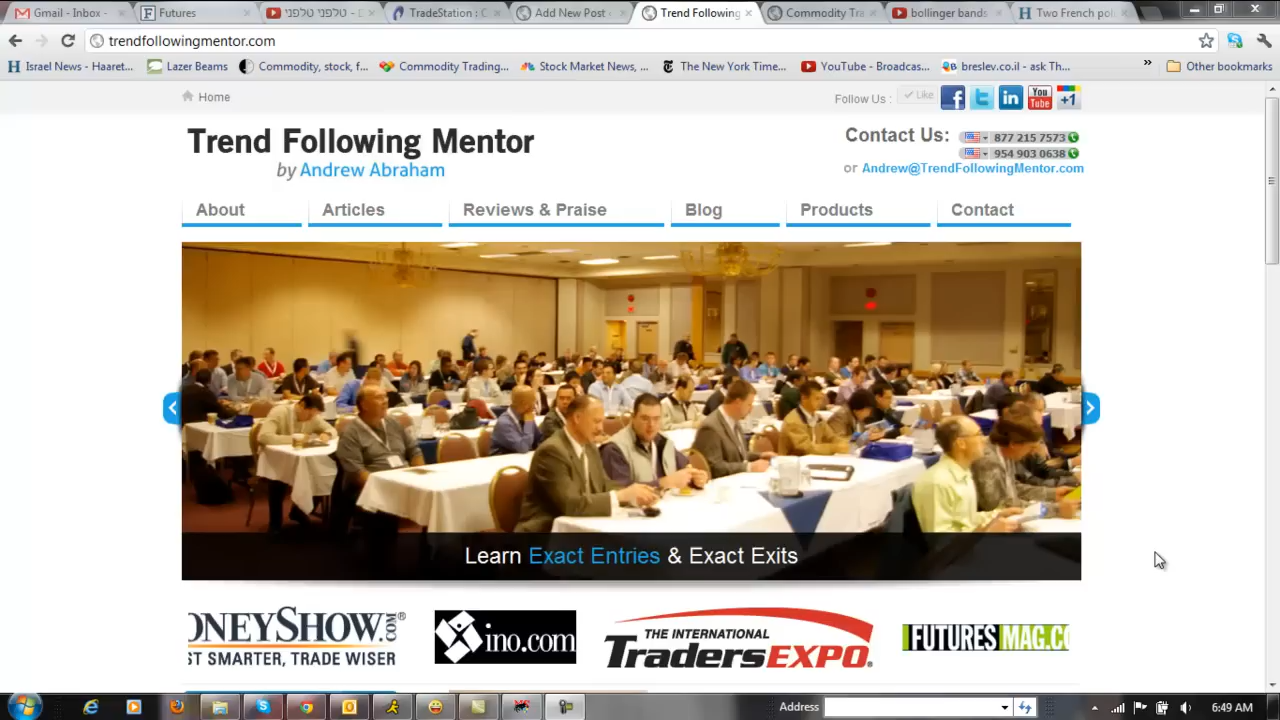 Gmail - Inbox -
Futures
טלפני טלפני - D
TradeStation : C
Add New Post
Trend Following
Commodity Tra
bollinger bands
Two French pol
trendfollowingmentor.com
Israel News - Haaret...
Lazer Beams
Commodity, stock, f...
Commodity Trading...
Stock Market News, ...
The New York Time...
YouTube - Broadcas...
breslev.co.il - ask Th...
»
Other bookmarks
Home
Follow Us :
Like
f
t
in
You Tube
+1
Trend Following Mentor
by Andrew Abraham
Contact Us:
877 215 7573
954 903 0638
or Andrew@TrendFollowingMentor.com
About
Articles
Reviews & Praise
Blog
Products
Contact
Learn Exact Entries & Exact Exits
ONEYSHOW.COM®
ST SMARTER, TRADE WISER
ino.com
THE INTERNATIONAL
TradersEXPO.®
FUTURES MAG.CO
Address
6:49 AM